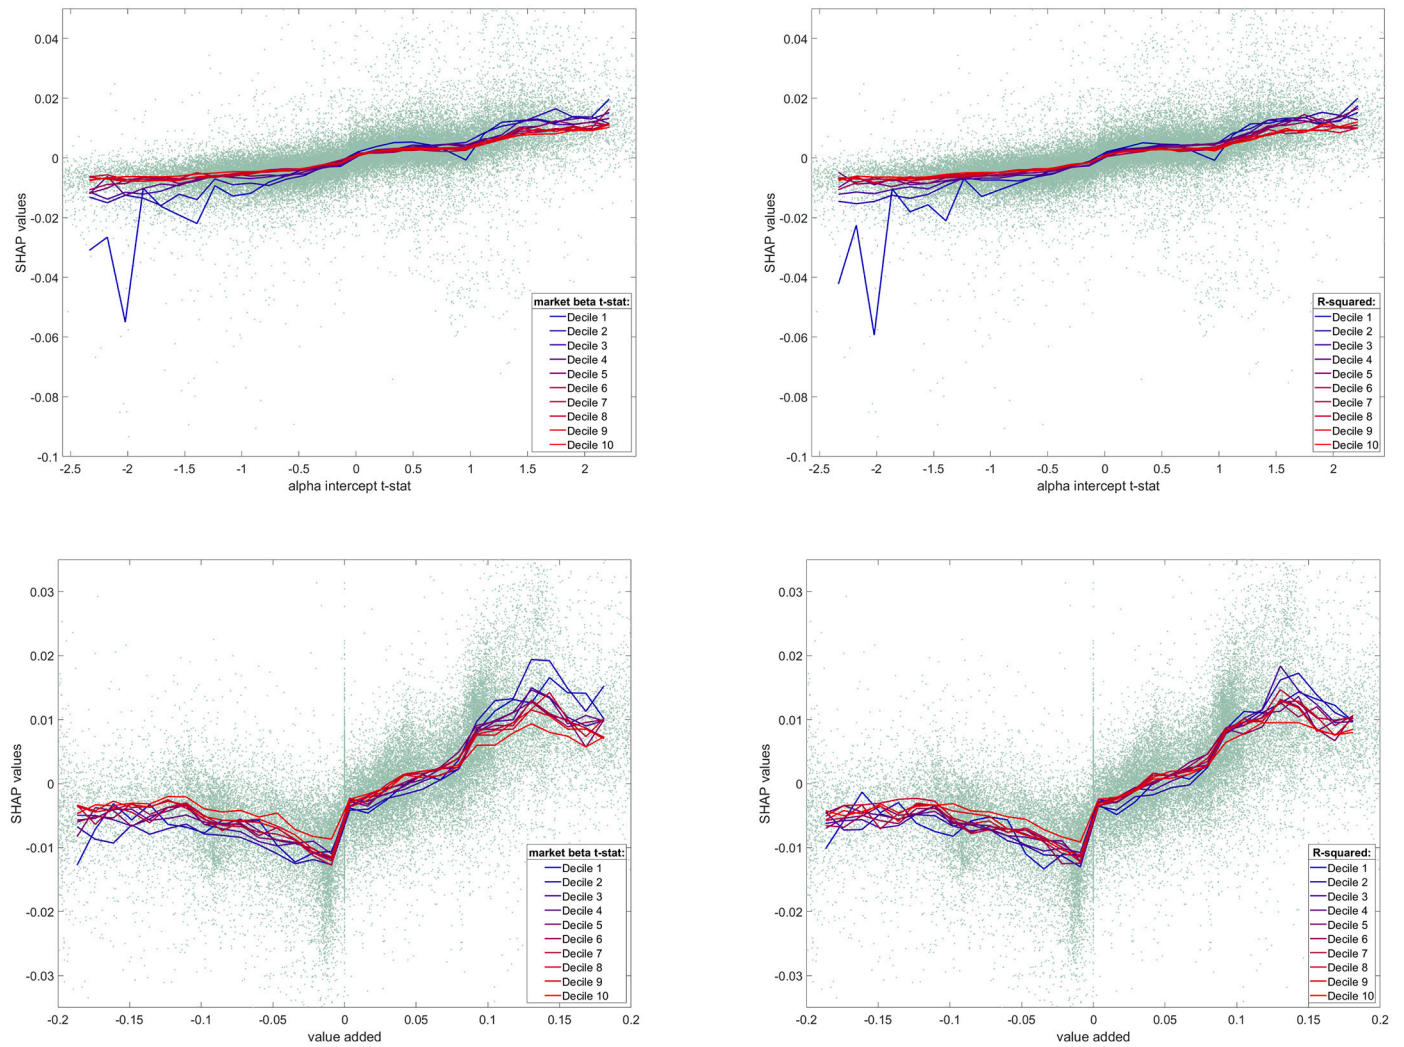 0.04
0.02
0
-0.02
-0.04
-0.06
-0.08
-0.1
SHAP values
-2.5 -2 -1.5 -1 -0.5 0 0.5 1 1.5 2
alpha intercept t-stat
market beta t-stat:
Decile 1
Decile 2
Decile 3
Decile 4
Decile 5
Decile 6
Decile 7
Decile 8
Decile 9
Decile 10
0.04
0.02
0
-0.02
-0.04
-0.06
-0.08
-0.1
SHAP values
-2.5 -2 -1.5 -1 -0.5 0 0.5 1 1.5 2
alpha intercept t-stat
R-squared:
Decile 1
Decile 2
Decile 3
Decile 4
Decile 5
Decile 6
Decile 7
Decile 8
Decile 9
Decile 10
0.03
0.02
0.01
0
-0.01
-0.02
-0.03
SHAP values
-0.2 -0.15 -0.1 -0.05 0 0.05 0.1 0.15 0.2
value added
market beta t-stat:
Decile 1
Decile 2
Decile 3
Decile 4
Decile 5
Decile 6
Decile 7
Decile 8
Decile 9
Decile 10
0.03
0.02
0.01
0
-0.01
-0.02
-0.03
SHAP values
-0.2 -0.15 -0.1 -0.05 0 0.05 0.1 0.15 0.2
value added
R-squared:
Decile 1
Decile 2
Decile 3
Decile 4
Decile 5
Decile 6
Decile 7
Decile 8
Decile 9
Decile 10